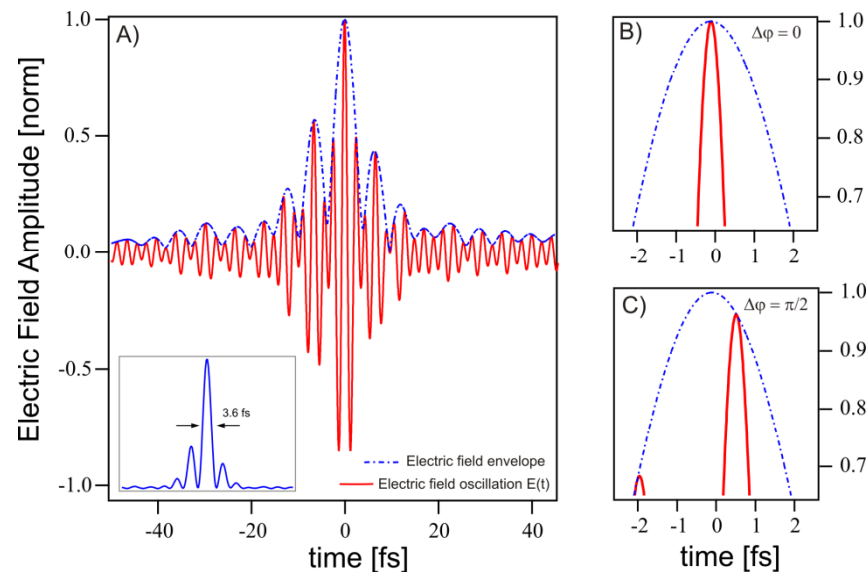 A)
Electric Field Amplitude [norm]
1.0
0.5
0.0
-0.5
-1.0
3.6 fs
Electric field envelope
Electric field oscillation E(t)
-40
-20
0
20
40
time [fs]
B)
Δφ = 0
1.0
0.9
0.8
0.7
-2
-1
0
1
2
C)
Δφ = π/2
1.0
0.9
0.8
0.7
-2
-1
0
1
2
time [fs]